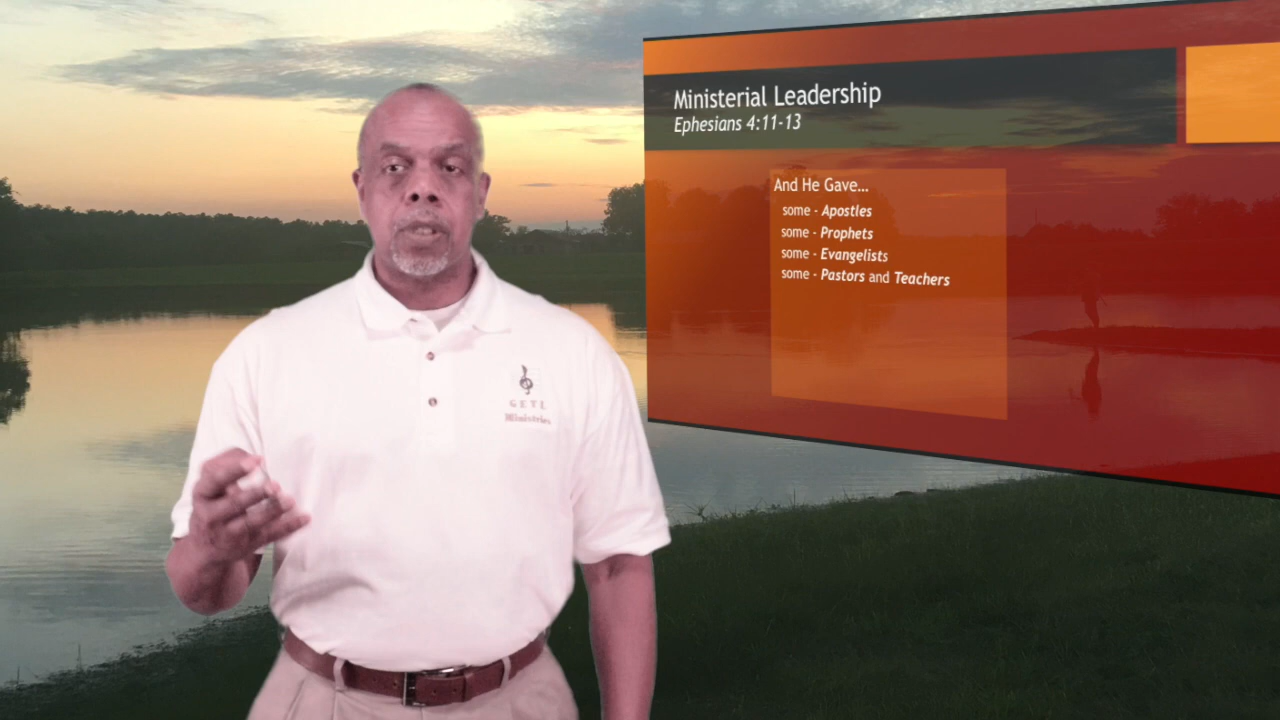 Ministerial Leadership
Ephesians 4:11-13
And He Gave…
some - Apostles
some - Prophets
some - Evangelists
some - Pastors and Teachers
Ministries